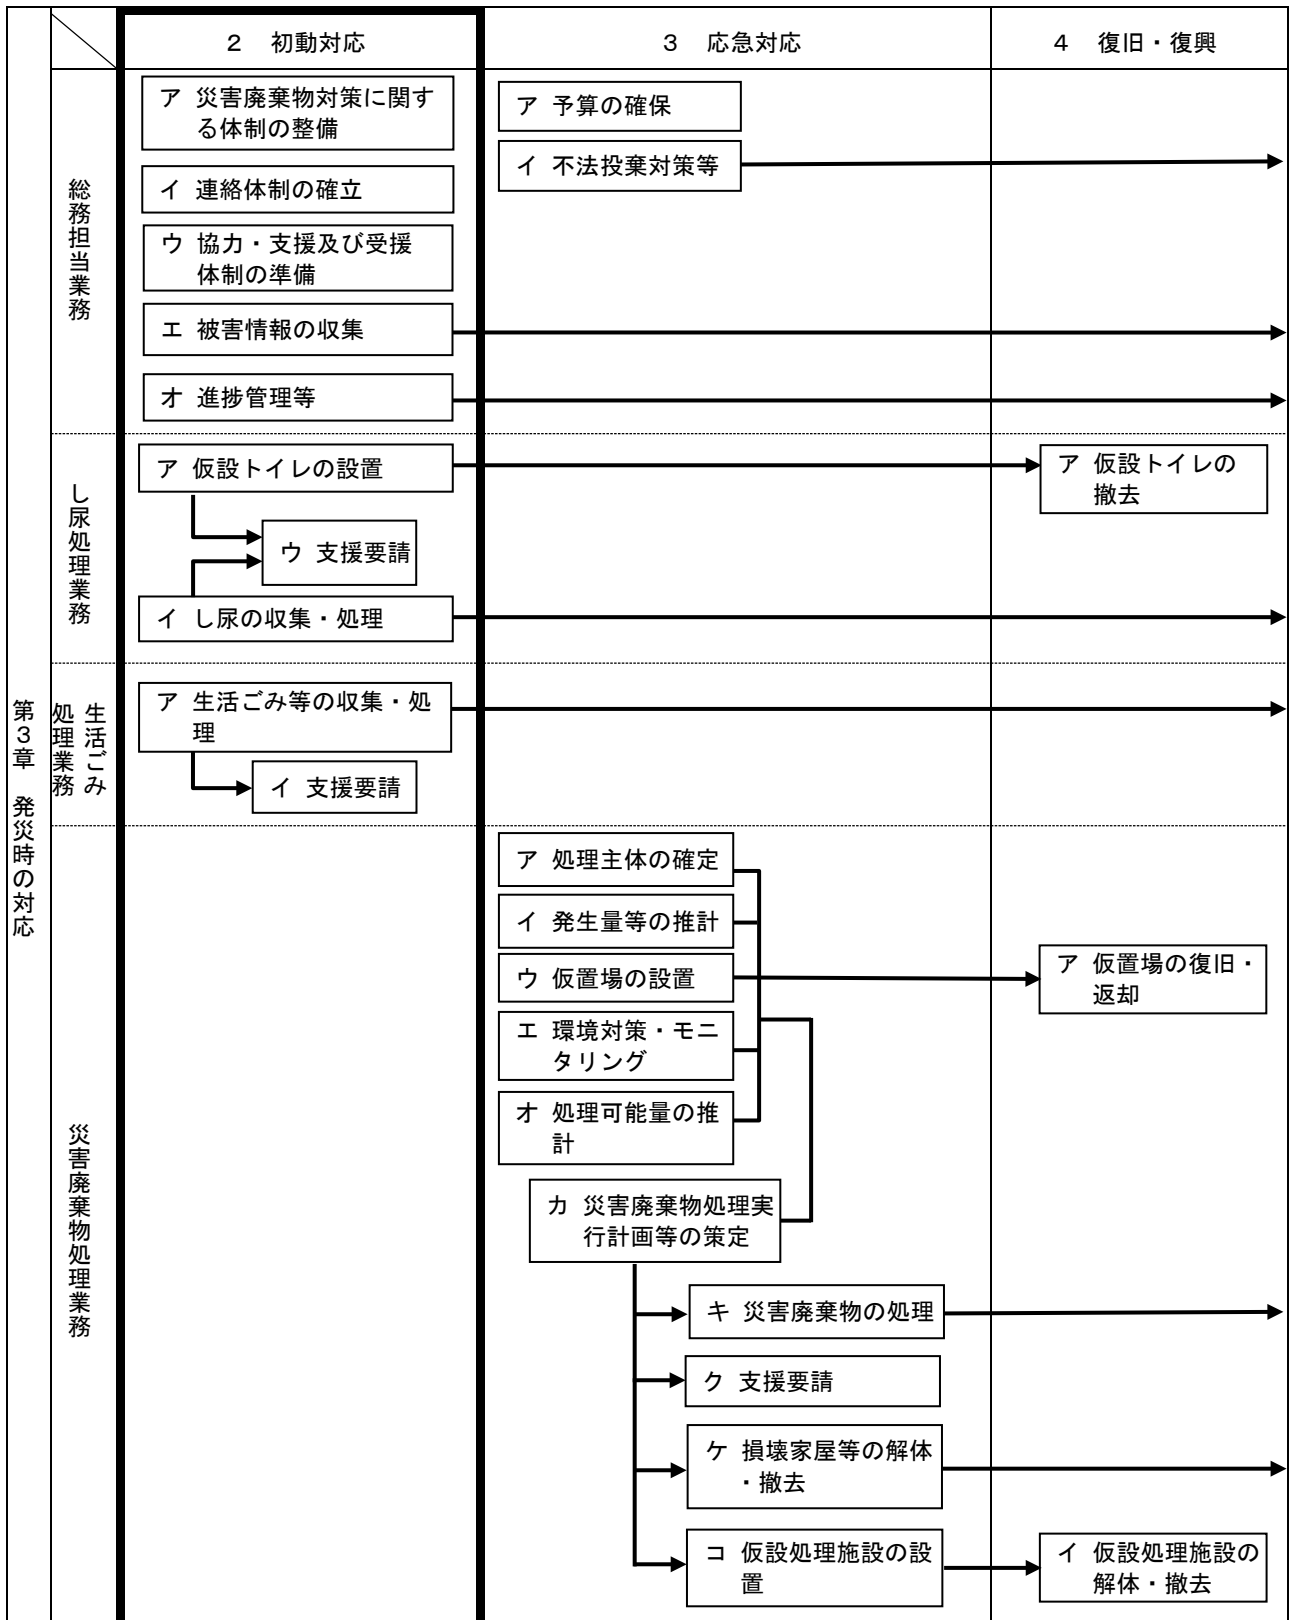 ２　初動対応
３　応急対応
４　復旧・復興
第３章　発災時の対応
総務担当業務
ア 災害廃棄物対策に関す
る体制の整備
イ 連絡体制の確立
ウ 協力・支援及び受援
体制の準備
エ 被害情報の収集
オ 進捗管理等
ア 予算の確保
イ 不法投棄対策等
し尿処理業務
ア 仮設トイレの設置
ウ 支援要請
イ し尿の収集・処理
ア 仮設トイレの
撤去
生活ごみ
処理業務
ア 生活ごみ等の収集・処
理
イ 支援要請
災害廃棄物処理業務
ア 処理主体の確定
イ 発生量等の推計
ウ 仮置場の設置
エ 環境対策・モニ
タリング
オ 処理可能量の推
計
カ 災害廃棄物処理実
行計画等の策定
キ 災害廃棄物の処理
ク 支援要請
ケ 損壊家屋等の解体
・撤去
コ 仮設処理施設の設
置
ア 仮置場の復旧・
返却
イ 仮設処理施設の
解体・撤去